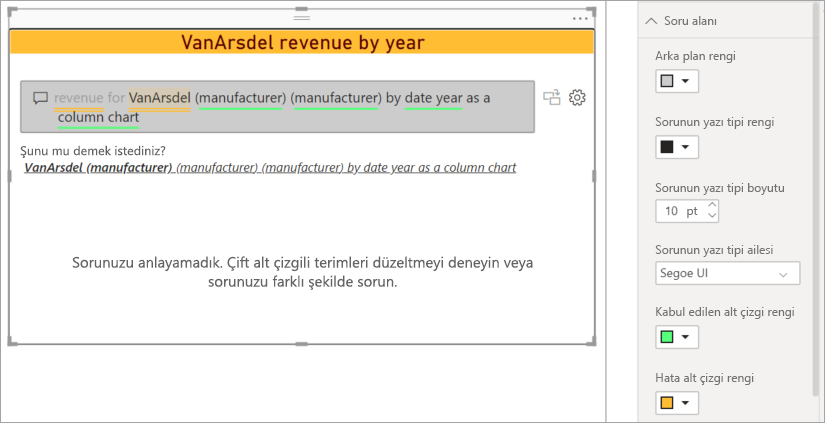 VanArsdel revenue by year
revenue for VanArsdel (manufacturer) (manufacturer) by date year as a
column chart
Şunu mu demek istediniz?
VanArsdel (manufacturer) (manufacturer) (manufacturer) by date year as a column chart
Sorunuzu anlayamadık. Çift alt çizgili terimleri düzeltmeyi deneyin veya
sorunuzu farklı şekilde sorun.
Soru alanı
Arka plan rengi
Sorunun yazı tipi rengi
Sorunun yazı tipi boyutu
10 pt
Sorunun yazı tipi ailesi
Segoe UI
Kabul edilen alt çizgi rengi
Hata alt çizgi rengi